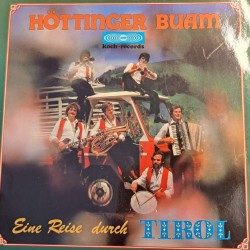 HÖTTINGER BUAM
koch-records
Eine Reise durch TIROL